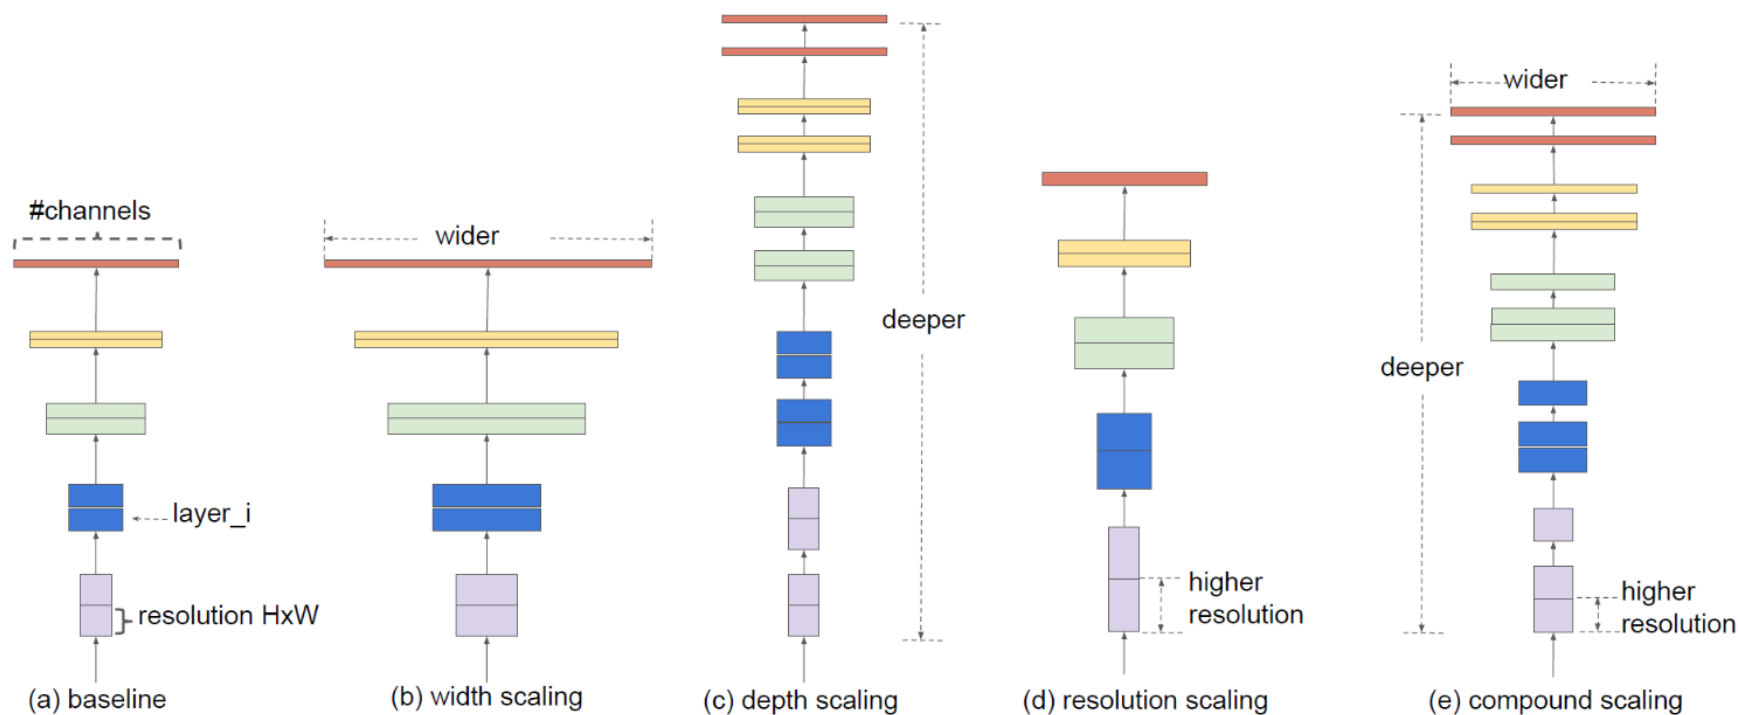 #channels
layer_i
resolution HxW
(a) baseline
wider
(b) width scaling
deeper
(c) depth scaling
higher
resolution
(d) resolution scaling
wider
deeper
higher
resolution
(e) compound scaling